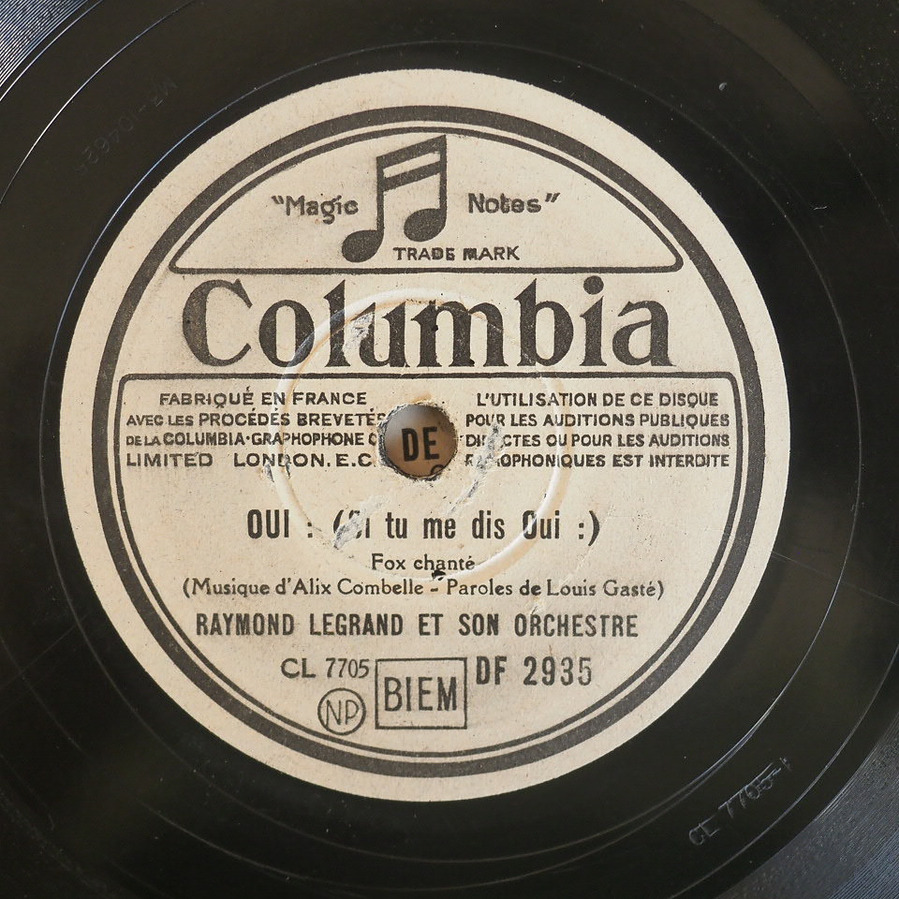 "Magic Notes"
TRADE MARK
Columbia
FABRIQUÉ EN FRANCE
AVEC LES PROCÉDÉS BREVETÉS
DE LA COLUMBIA-GRAPHOPHONE C
LIMITED LONDON. E.C.
L'UTILISATION DE CE DISQUE
POUR LES AUDITIONS PUBLIQUES
DIRECTES OU POUR LES AUDITIONS
RADIOPHONIQUES EST INTERDITE
DE
OUI : (Si tu me dis Oui :)
Fox chanté
(Musique d'Alix Combelle - Paroles de Louis Gasté)
RAYMOND LEGRAND ET SON ORCHESTRE
CL 7705 BIEM DF 2935
NP
CL 7705-1